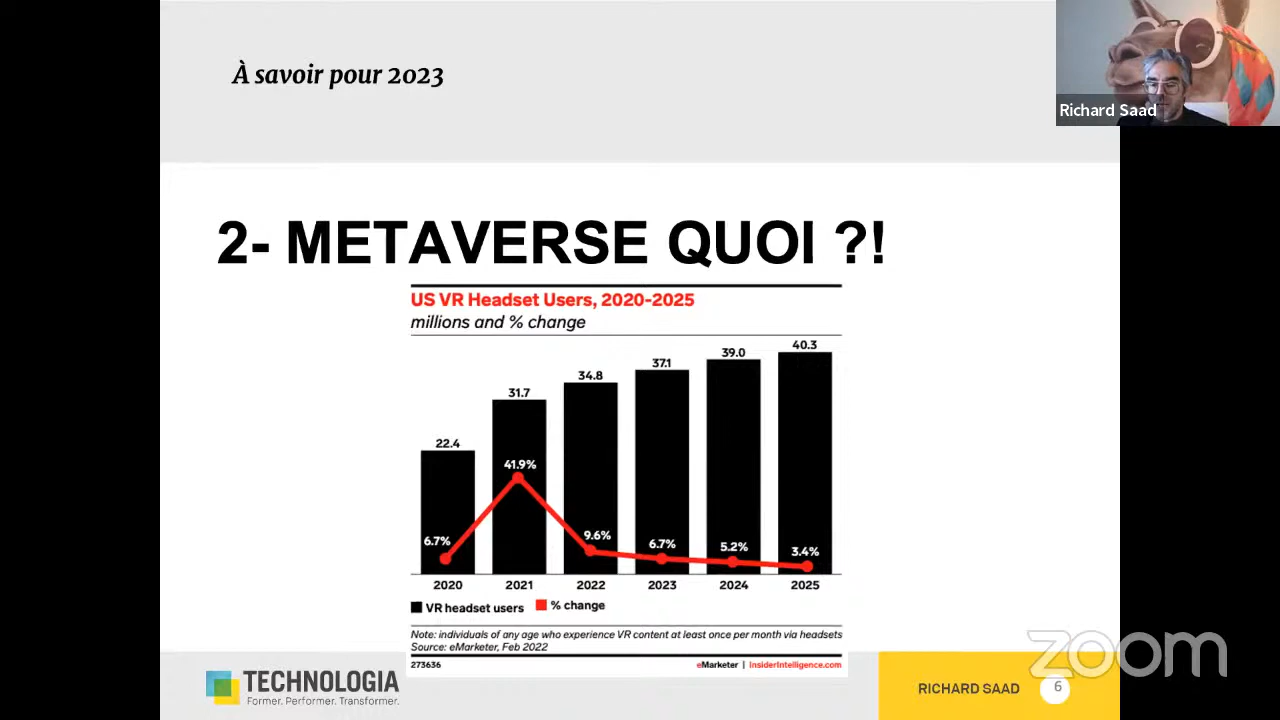 À savoir pour 2023
Richard Saad
2- METAVERSE QUOI ?!
US VR Headset Users, 2020-2025
millions and % change
22.4
31.7
34.8
37.1
39.0
40.3
6.7%
41.9%
9.6%
6.7%
5.2%
3.4%
2020 2021 2022 2023 2024 2025
VR headset users % change
Note: individuals of any age who experience VR content at least once per month via headsets
Source: eMarketer, Feb 2022
273636 eMarketer | InsiderIntelligence.com
TECHNOLOGIA
Former. Performer. Transformer.
RICHARD SAAD 6
zoom